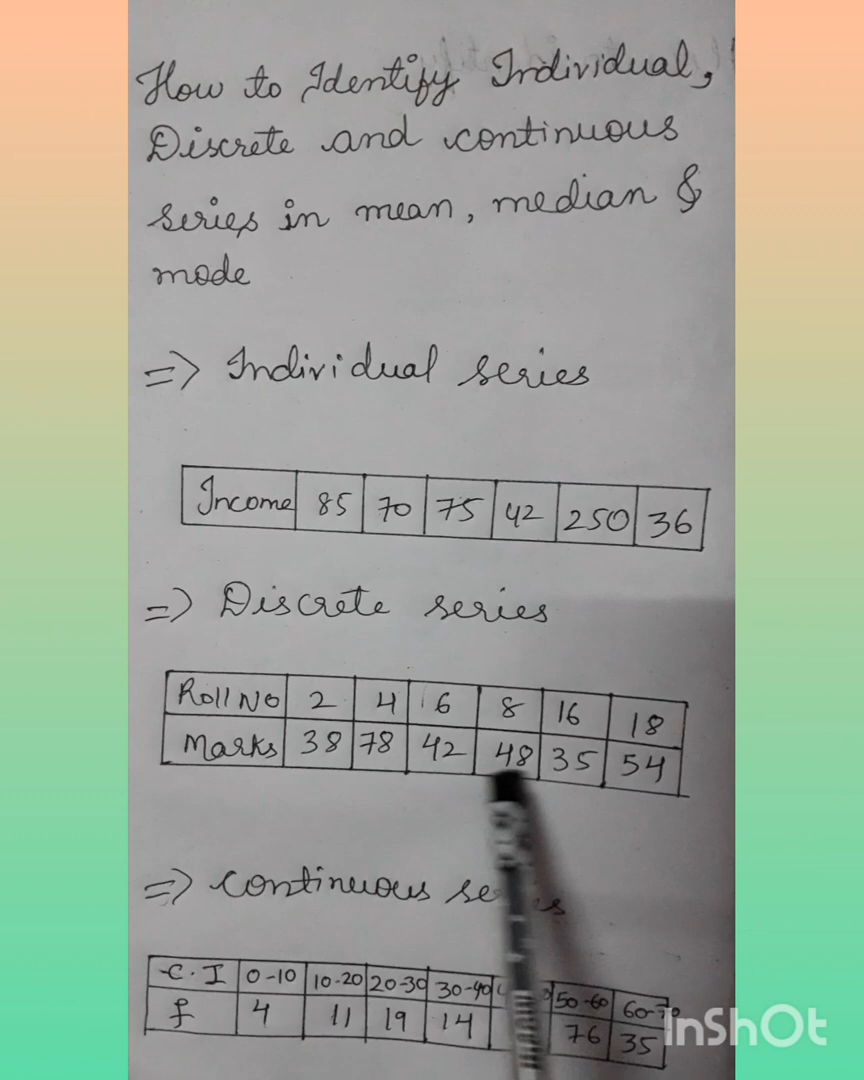 How to Identify Individual,
Discrete and continuous
series in mean, median &
mode
=> Individual series
Income 85 70 75 42 250 36
=> Discrete series
Roll No 2 4 6 8 16 18
Marks 38 78 42 48 35 54
=> continuous
C.I 0-10 10-20 20-30 30-40 50-60 60-70
f 4 11 19 14 76 35
InShOt